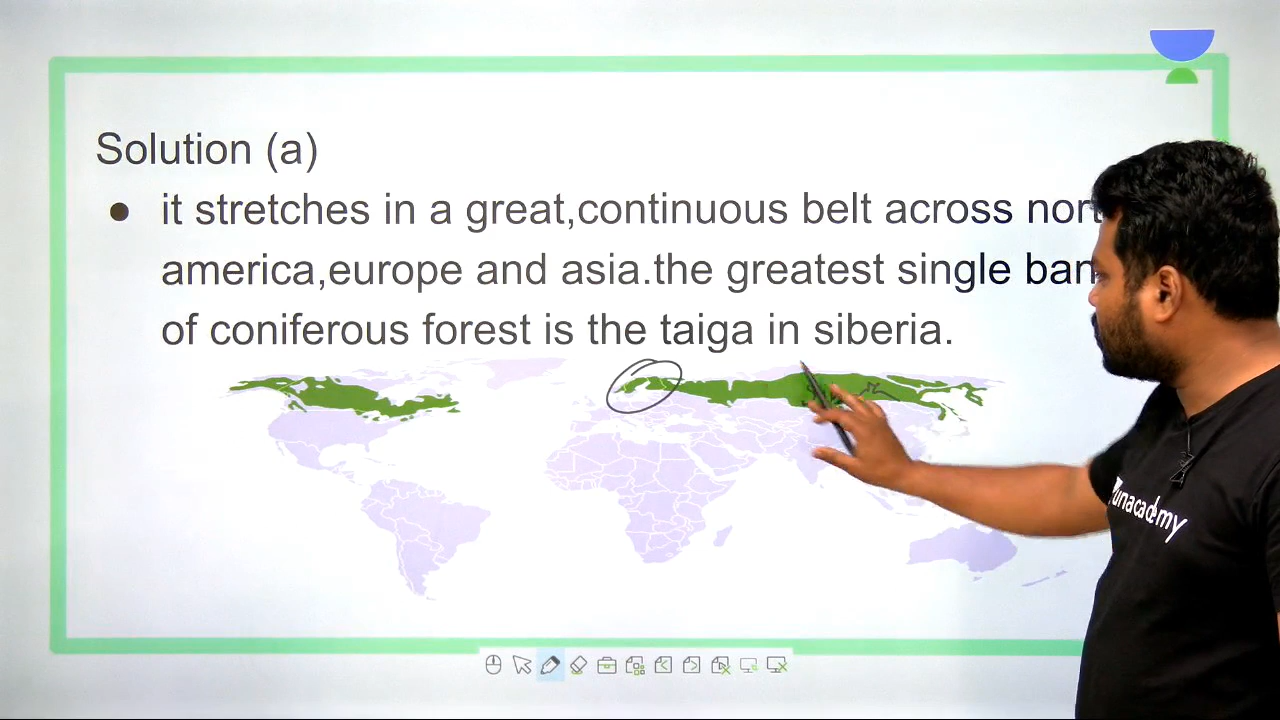 Solution (a)
● it stretches in a great,continuous belt across nort
america,europe and asia.the greatest single ban
of coniferous forest is the taiga in siberia.
unacademy